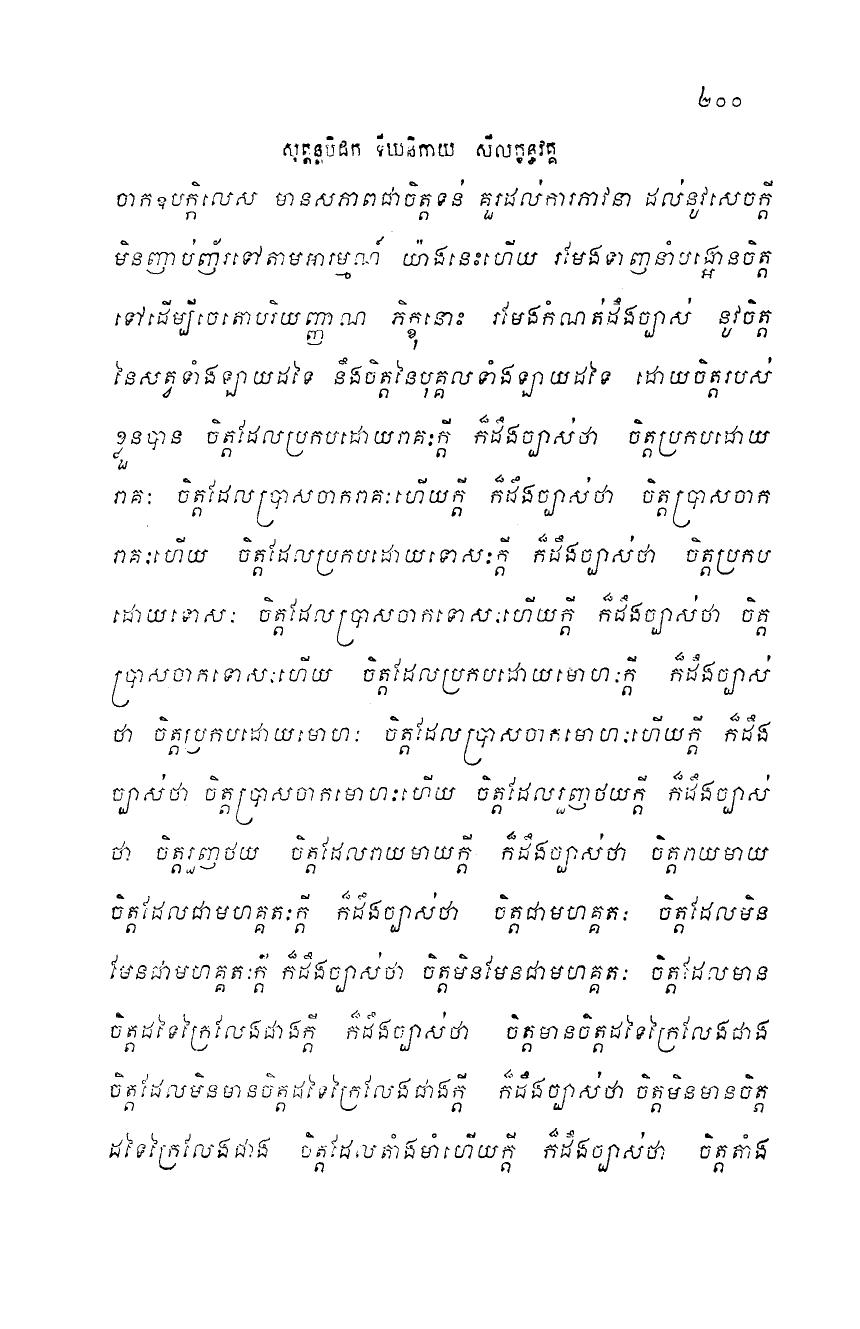 ២០០
សុត្តន្តបិដក ទីឃនិកាយ សីលក្ខន្ធវគ្គ
ចាកឧបក្កិលេស មានសភាពជាចិត្តទន់ គួរដល់ការភាវនា ដល់នូវសេចក្តី
មិនញាប់ញ័រទៅតាមអារម្មណ៍ យ៉ាងនេះហើយ រមែងទាញនាំបង្អោនចិត្ត
ទៅដើម្បីចេតោបរិយញ្ញាណ ភិក្ខុនោះ រមែងកំណត់ដឹងច្បាស់ នូវចិត្ត
នៃសត្វទាំងឡាយដទៃ នឹងចិត្តនៃបុគ្គលទាំងឡាយដទៃ ដោយចិត្តរបស់
ខ្លួនបាន ចិត្តដែលប្រកបដោយរាគៈក្តី ក៏ដឹងច្បាស់ថា ចិត្តប្រកបដោយ
រាគៈ ចិត្តដែលប្រាសចាករាគៈហើយក្តី ក៏ដឹងច្បាស់ថា ចិត្តប្រាសចាក
រាគៈហើយ ចិត្តដែលប្រកបដោយទោសៈក្តី ក៏ដឹងច្បាស់ថា ចិត្តប្រកប
ដោយទោសៈ ចិត្តដែលប្រាសចាកទោសៈហើយក្តី ក៏ដឹងច្បាស់ថា ចិត្ត
ប្រាសចាកទោសៈហើយ ចិត្តដែលប្រកបដោយមោហៈក្តី ក៏ដឹងច្បាស់
ថា ចិត្តប្រកបដោយមោហៈ ចិត្តដែលប្រាសចាកមោហៈហើយក្តី ក៏ដឹង
ច្បាស់ថា ចិត្តប្រាសចាកមោហៈហើយ ចិត្តដែលរួញថយក្តី ក៏ដឹងច្បាស់
ថា ចិត្តរួញថយ ចិត្តដែលរាយមាយក្តី ក៏ដឹងច្បាស់ថា ចិត្តរាយមាយ
ចិត្តដែលជាមហគ្គតៈក្តី ក៏ដឹងច្បាស់ថា ចិត្តជាមហគ្គតៈ ចិត្តដែលមិន
មែនជាមហគ្គតៈក្តី ក៏ដឹងច្បាស់ថា ចិត្តមិនមែនជាមហគ្គតៈ ចិត្តដែលមាន
ចិត្តដទៃក្រៃលែងជាងក្តី ក៏ដឹងច្បាស់ថា ចិត្តមានចិត្តដទៃក្រៃលែងជាង
ចិត្តដែលមិនមានចិត្តដទៃក្រៃលែងជាងក្តី ក៏ដឹងច្បាស់ថា ចិត្តមិនមានចិត្ត
ដទៃក្រៃលែងជាង ចិត្តដែលតាំងមាំហើយក្តី ក៏ដឹងច្បាស់ថា ចិត្តតាំង